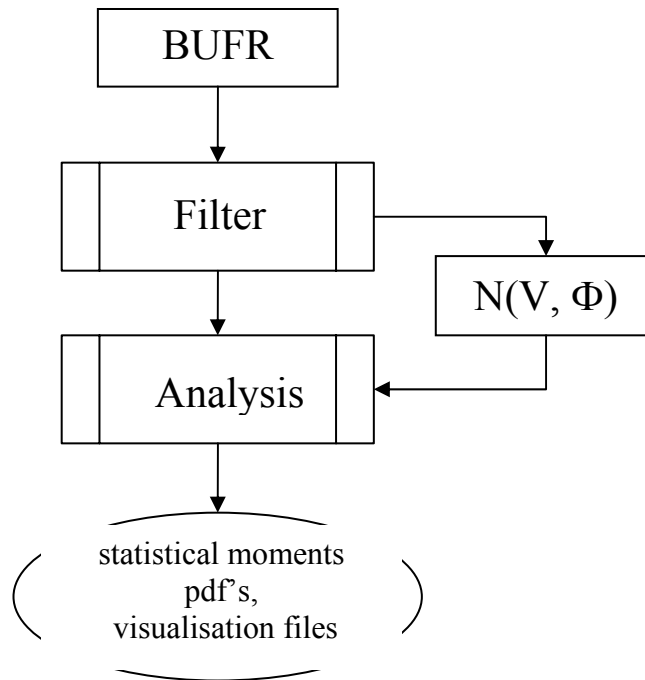 BUFR
Filter
N(V, Φ)
Analysis
statistical moments
pdf’s,
visualisation files